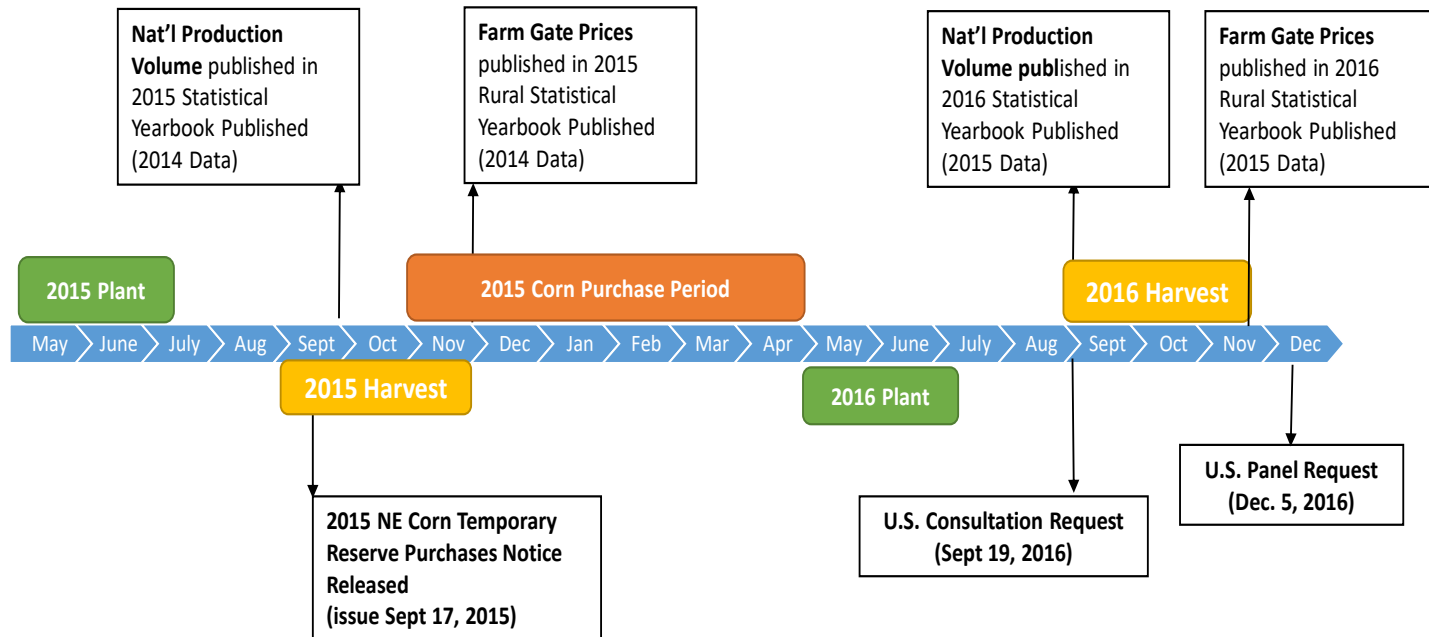 Nat'l Production
Volume published in
2015 Statistical
Yearbook Published
(2014 Data)
Farm Gate Prices
published in 2015
Rural Statistical
Yearbook Published
(2014 Data)
Nat'l Production
Volume published in
2016 Statistical
Yearbook Published
(2015 Data)
Farm Gate Prices
published in 2016
Rural Statistical
Yearbook Published
(2015 Data)
2015 Plant
2015 Corn Purchase Period
2016 Harvest
May June July Aug Sept Oct Nov Dec Jan Feb Mar Apr May June July Aug Sept Oct Nov Dec
2015 Harvest
2016 Plant
2015 NE Corn Temporary
Reserve Purchases Notice
Released
(issue Sept 17, 2015)
U.S. Consultation Request
(Sept 19, 2016)
U.S. Panel Request
(Dec. 5, 2016)